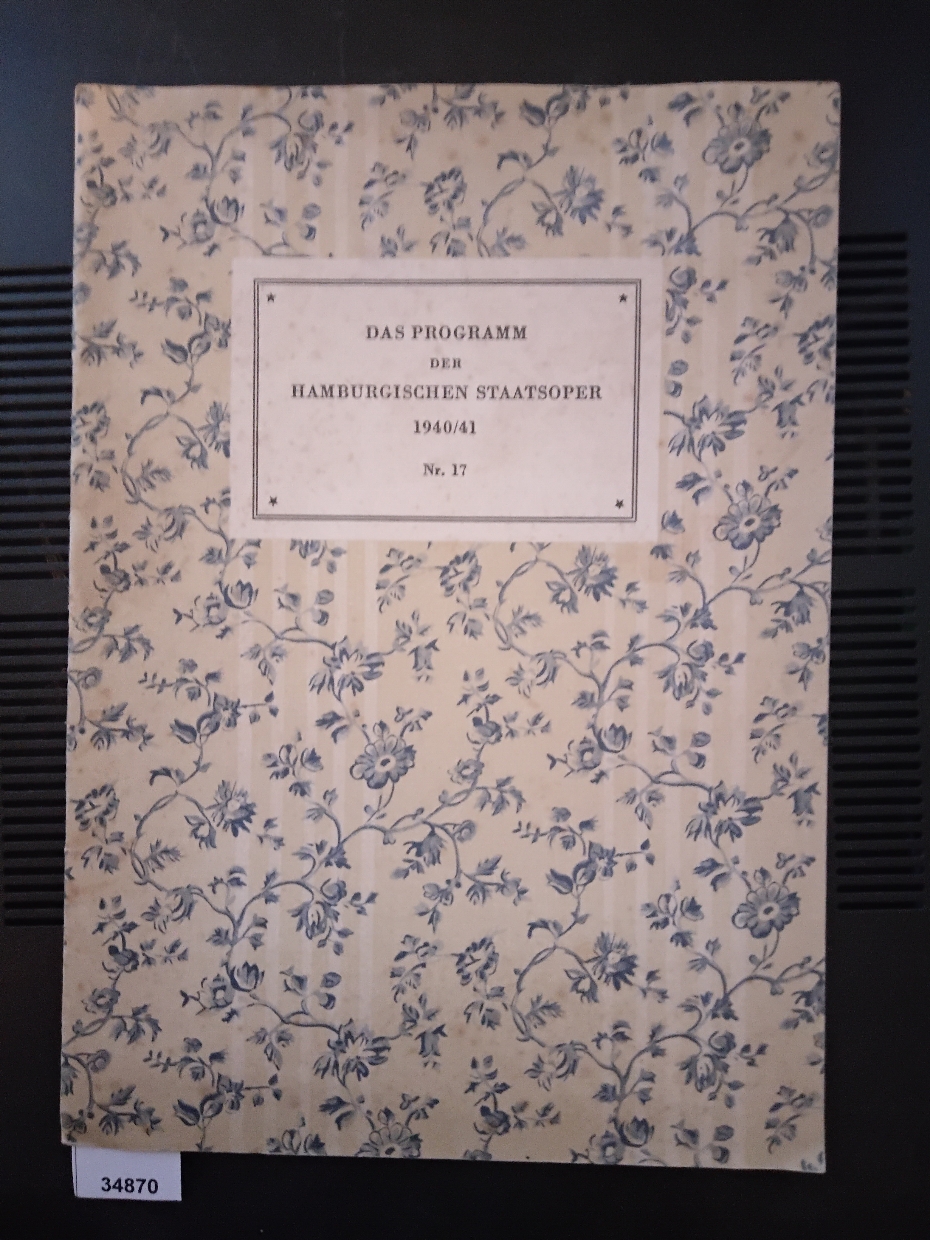 DAS PROGRAMM
DER
HAMBURGISCHEN STAATSOPER
1940/41
Nr. 17
34870